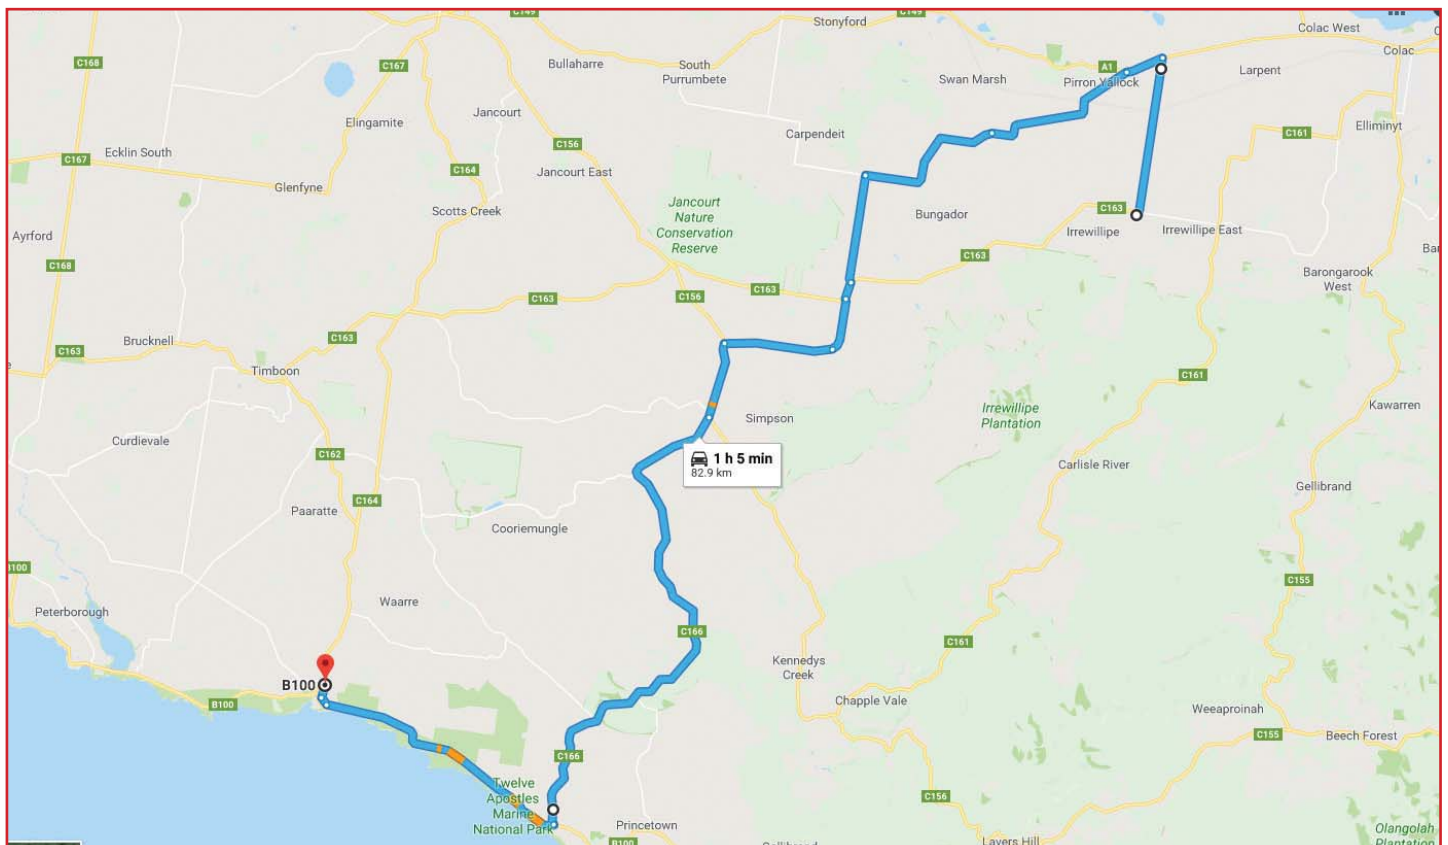 C149
C149
Stonyford
Colac West
Colac
C168
C167
Bullaharre
South
Purrumbete
A1
Swan Marsh
Pirron Yallock
Larpent
Jancourt
Elingamite
Carpendeit
C161
Elliminyt
Ecklin South
C167
C156
C164
Jancourt East
Glenfyne
Jancourt
Nature
Conservation
Reserve
Scotts Creek
Bungador
C163
Irrewillipe
Irrewillipe East
Ayrford
C168
C163
Barongarook
West
C163
C156
C163
C163
Brucknell
C163
Timboon
C161
Irrewillipe
Plantation
Kawarren
Simpson
Curdievale
C162
1 h 5 min
82.9 km
Carlisle River
Gellibrand
C164
Paaratte
Cooriemungle
B100
C155
Waarre
Peterborough
C166
C161
Kennedys
Creek
B100
B100
Chapple Vale
Weeaproinah
C155
Beech Forest
C166
Twelve
Apostles
Marine
National Park
C156
Princetown
B100
Lavers Hill
Olangolah
Plantation